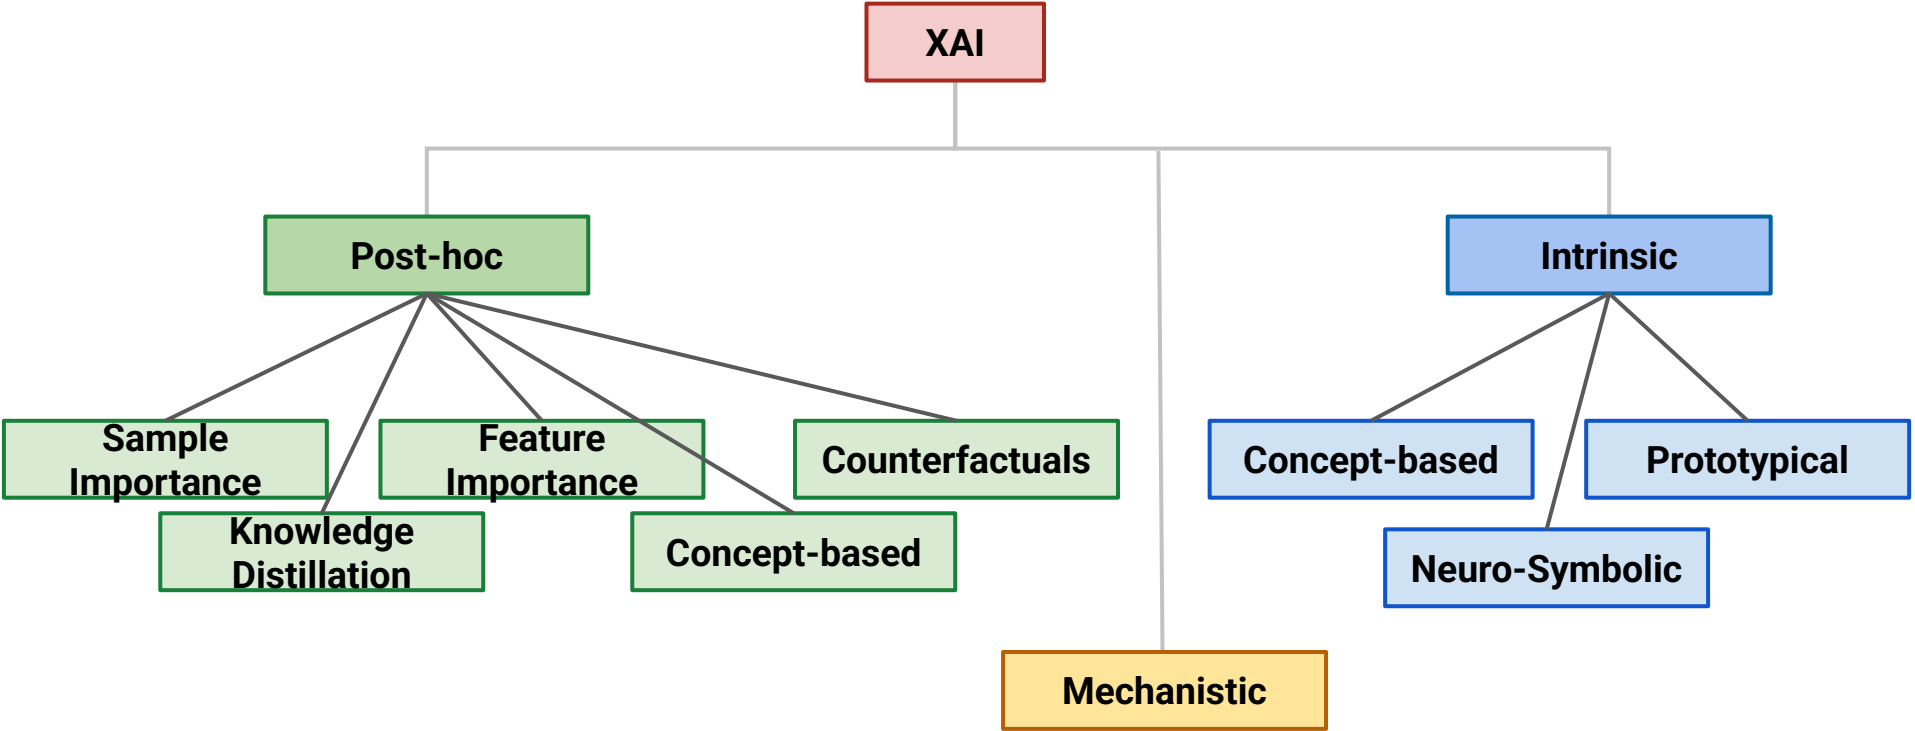 XAI
Post-hoc
Intrinsic
Sample
Importance
Feature
Importance
Counterfactuals
Concept-based
Prototypical
Knowledge
Distillation
Concept-based
Neuro-Symbolic
Mechanistic